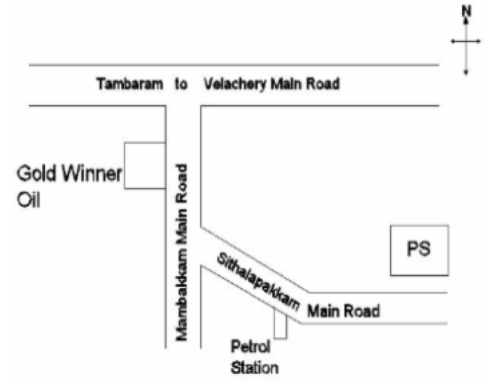 N
Tambaram to Velachery Main Road
Gold Winner
Oil
Mambakkam Main Road
PS
Sithalapakkam Main Road
Petrol
Station